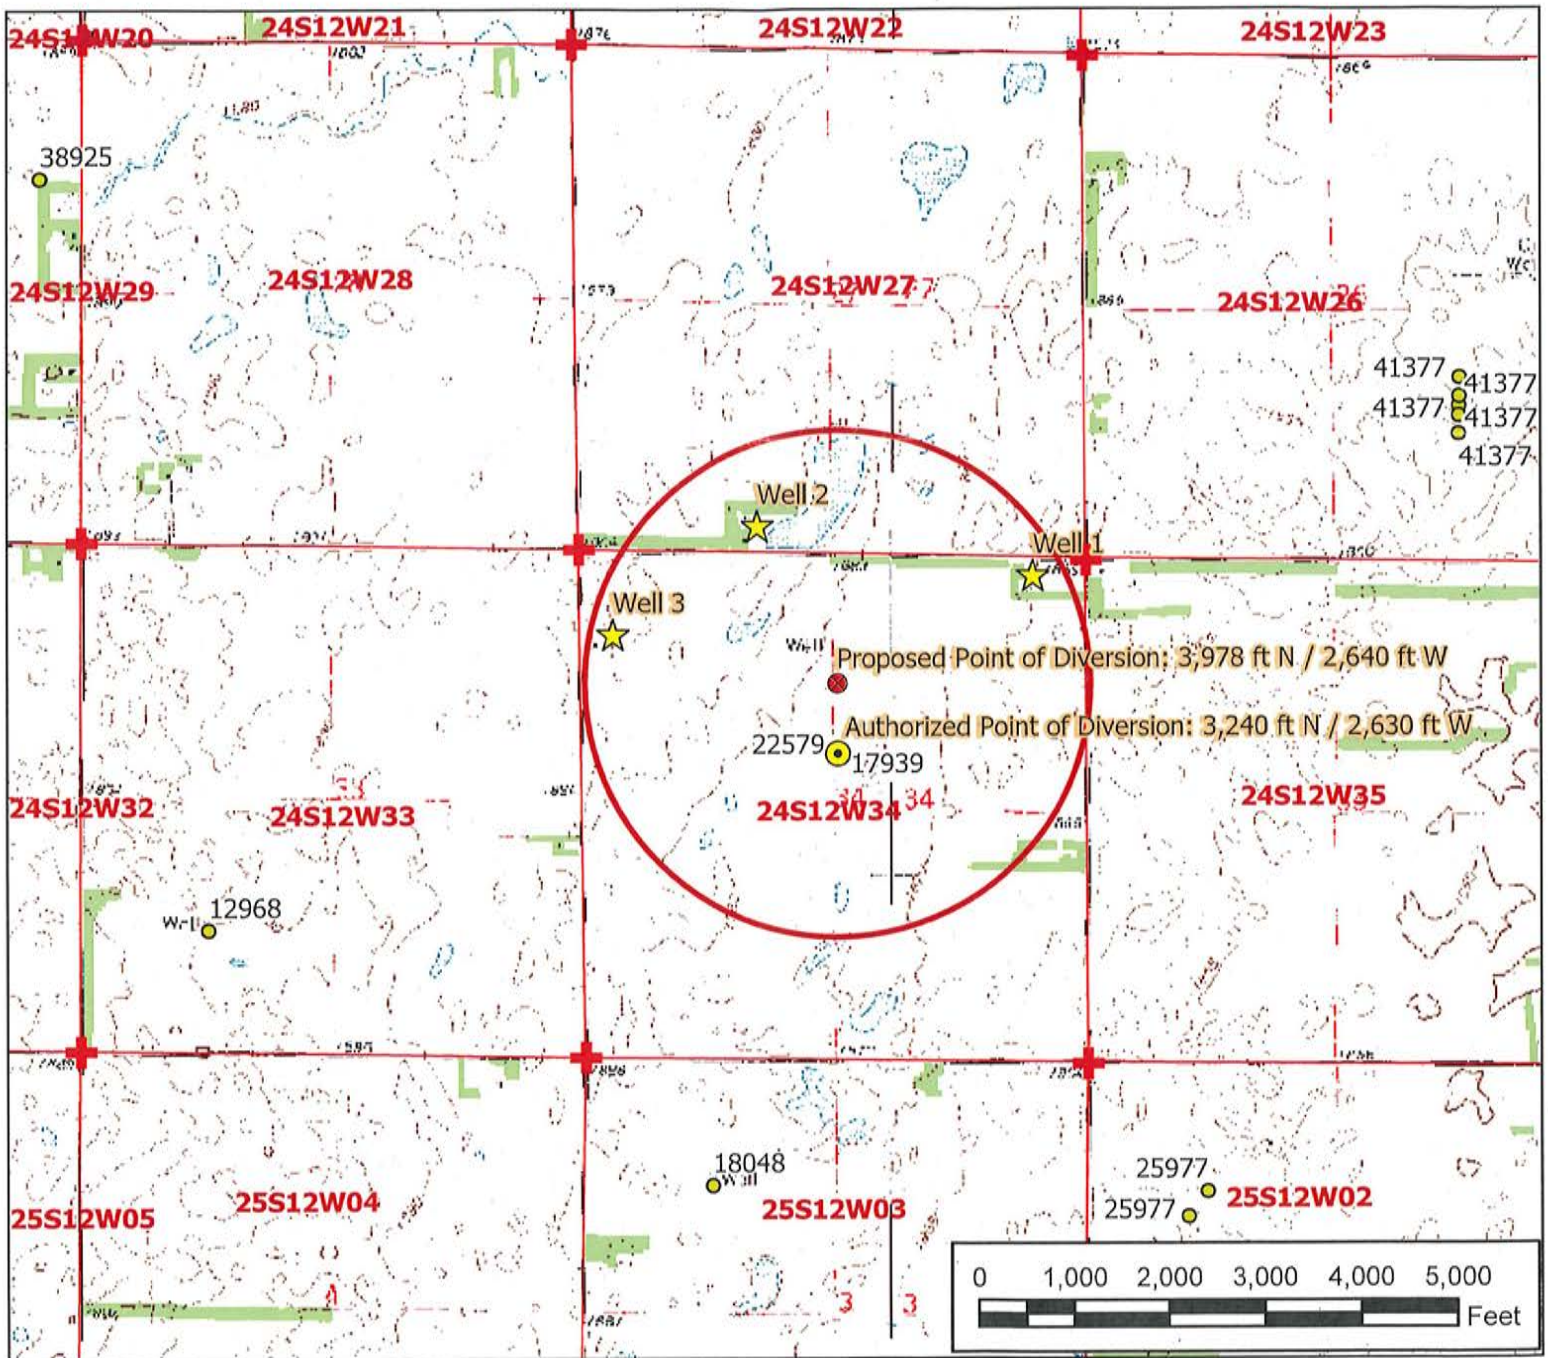 24S12W20
24S12W21
24S12W22
24S12W23
38925
24S12W29
24S12W28
24S12W27
24S12W26
41377
41377
41377
41377
41377
Well 2
Well 1
Well 3
Proposed Point of Diversion: 3,978 ft N / 2,640 ft W
Authorized Point of Diversion: 3,240 ft N / 2,630 ft W
22579
17939
24S12W32
24S12W33
24S12W34
34
24S12W35
12968
18048
25977
25977
25S12W05
25S12W04
25S12W03
25S12W02
3
3
0 1,000 2,000 3,000 4,000 5,000
Feet